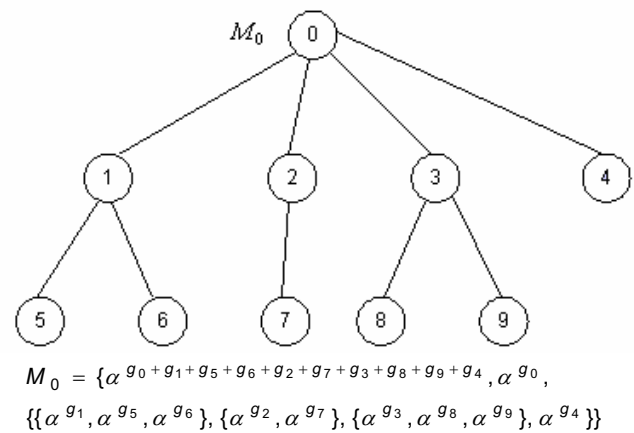 M₀ 0
1 2 3 4
5 6 7 8 9
M₀ = {α^{g₀+g₁+g₅+g₆+g₂+g₇+g₃+g₈+g₉+g₄}, α^{g₀},
{{α^{g₁}, α^{g₅}, α^{g₆}}, {α^{g₂}, α^{g₇}}, {α^{g₃}, α^{g₈}, α^{g₉}}, α^{g₄}}}